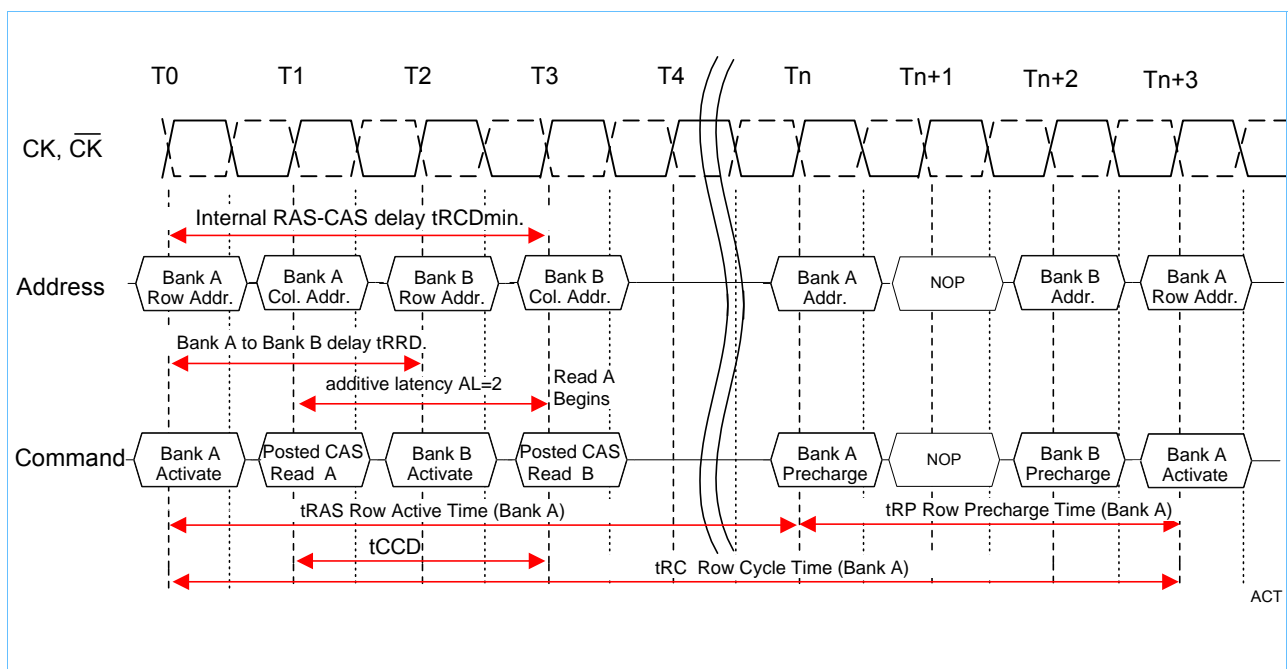 T0 T1 T2 T3 T4 Tn Tn+1 Tn+2 Tn+3
CK, C̅K̅
Internal RAS-CAS delay tRCDmin.
Address
Bank A
Row Addr.
Bank A
Col. Addr.
Bank B
Row Addr.
Bank B
Col. Addr.
Bank A
Addr.
NOP
Bank B
Addr.
Bank A
Row Addr.
Bank A to Bank B delay tRRD.
additive latency AL=2
Read A
Begins
Command
Bank A
Activate
Posted CAS
Read A
Bank B
Activate
Posted CAS
Read B
Bank A
Precharge
NOP
Bank B
Precharge
Bank A
Activate
tRAS Row Active Time (Bank A)
tRP Row Precharge Time (Bank A)
tCCD
tRC Row Cycle Time (Bank A)
ACT